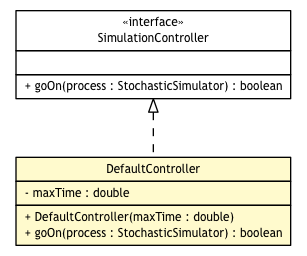 «interface»
SimulationController
+ goOn(process : StochasticSimulator) : boolean
DefaultController
- maxTime : double
+ DefaultController(maxTime : double)
+ goOn(process : StochasticSimulator) : boolean